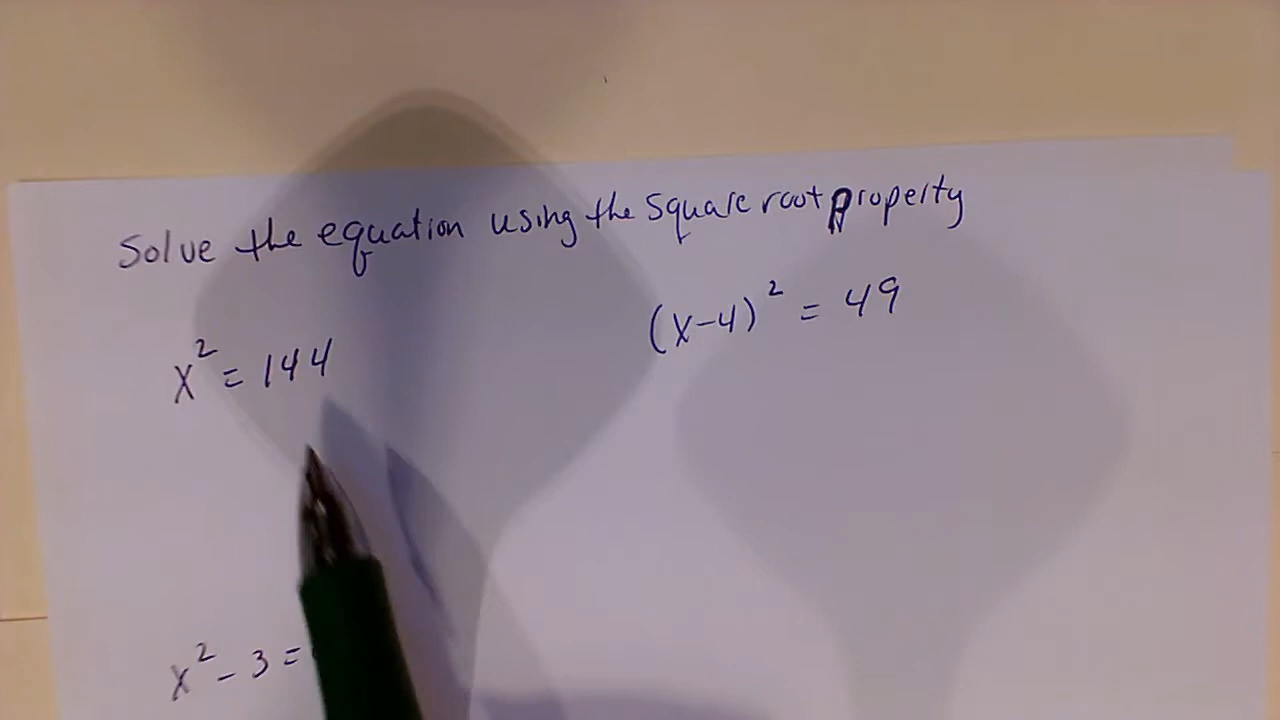 Solve the equation using the square root property
x² = 144
(x-4)² = 49
x² - 3 =